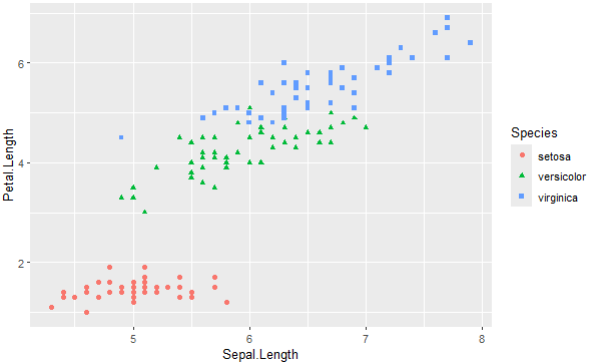 Petal.Length
6
4
2
5
6
7
8
Sepal.Length
Species
setosa
versicolor
virginica